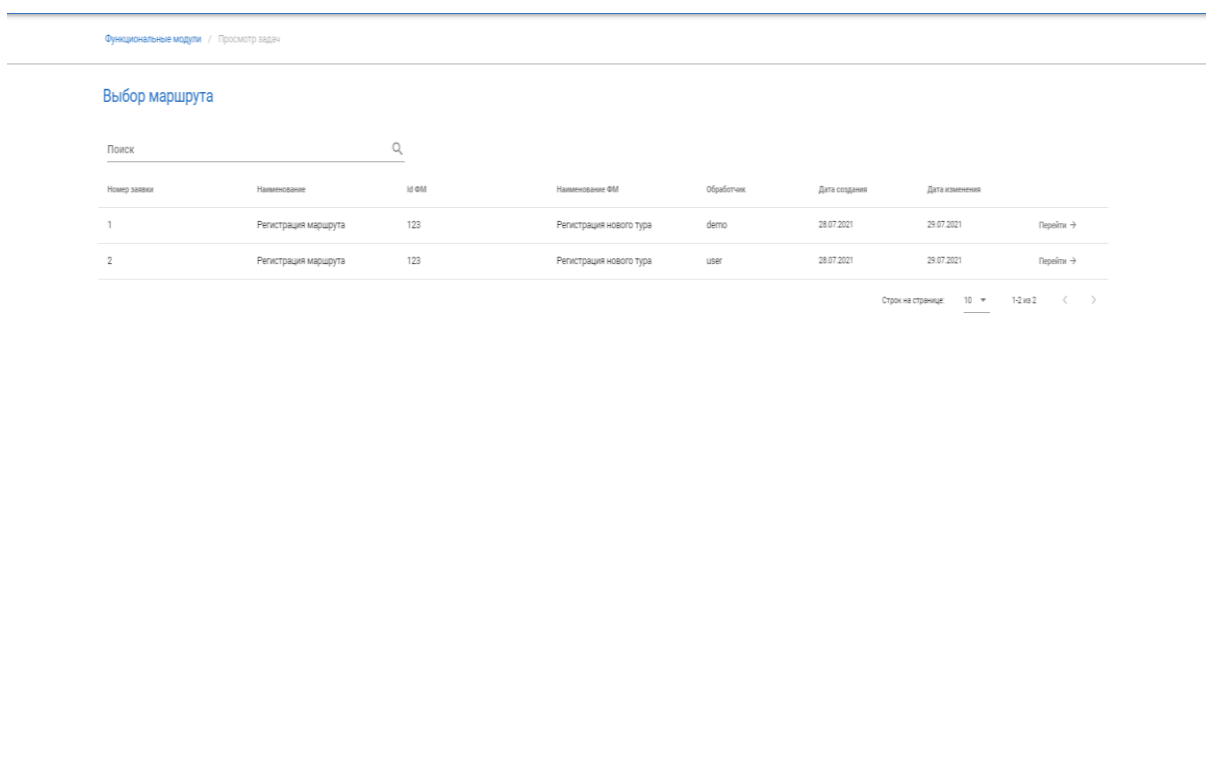 Функциональные модули / Просмотр задач
Выбор маршрута
Поиск
Номер заявки Наименование Id ФМ Наименование ФМ Обработчик Дата создания Дата изменения
1 Регистрация маршрута 123 Регистрация нового тура demo 28.07.2021 29.07.2021 Перейти →
2 Регистрация маршрута 123 Регистрация нового тура user 28.07.2021 29.07.2021 Перейти →
Строк на странице: 10 1-2 из 2